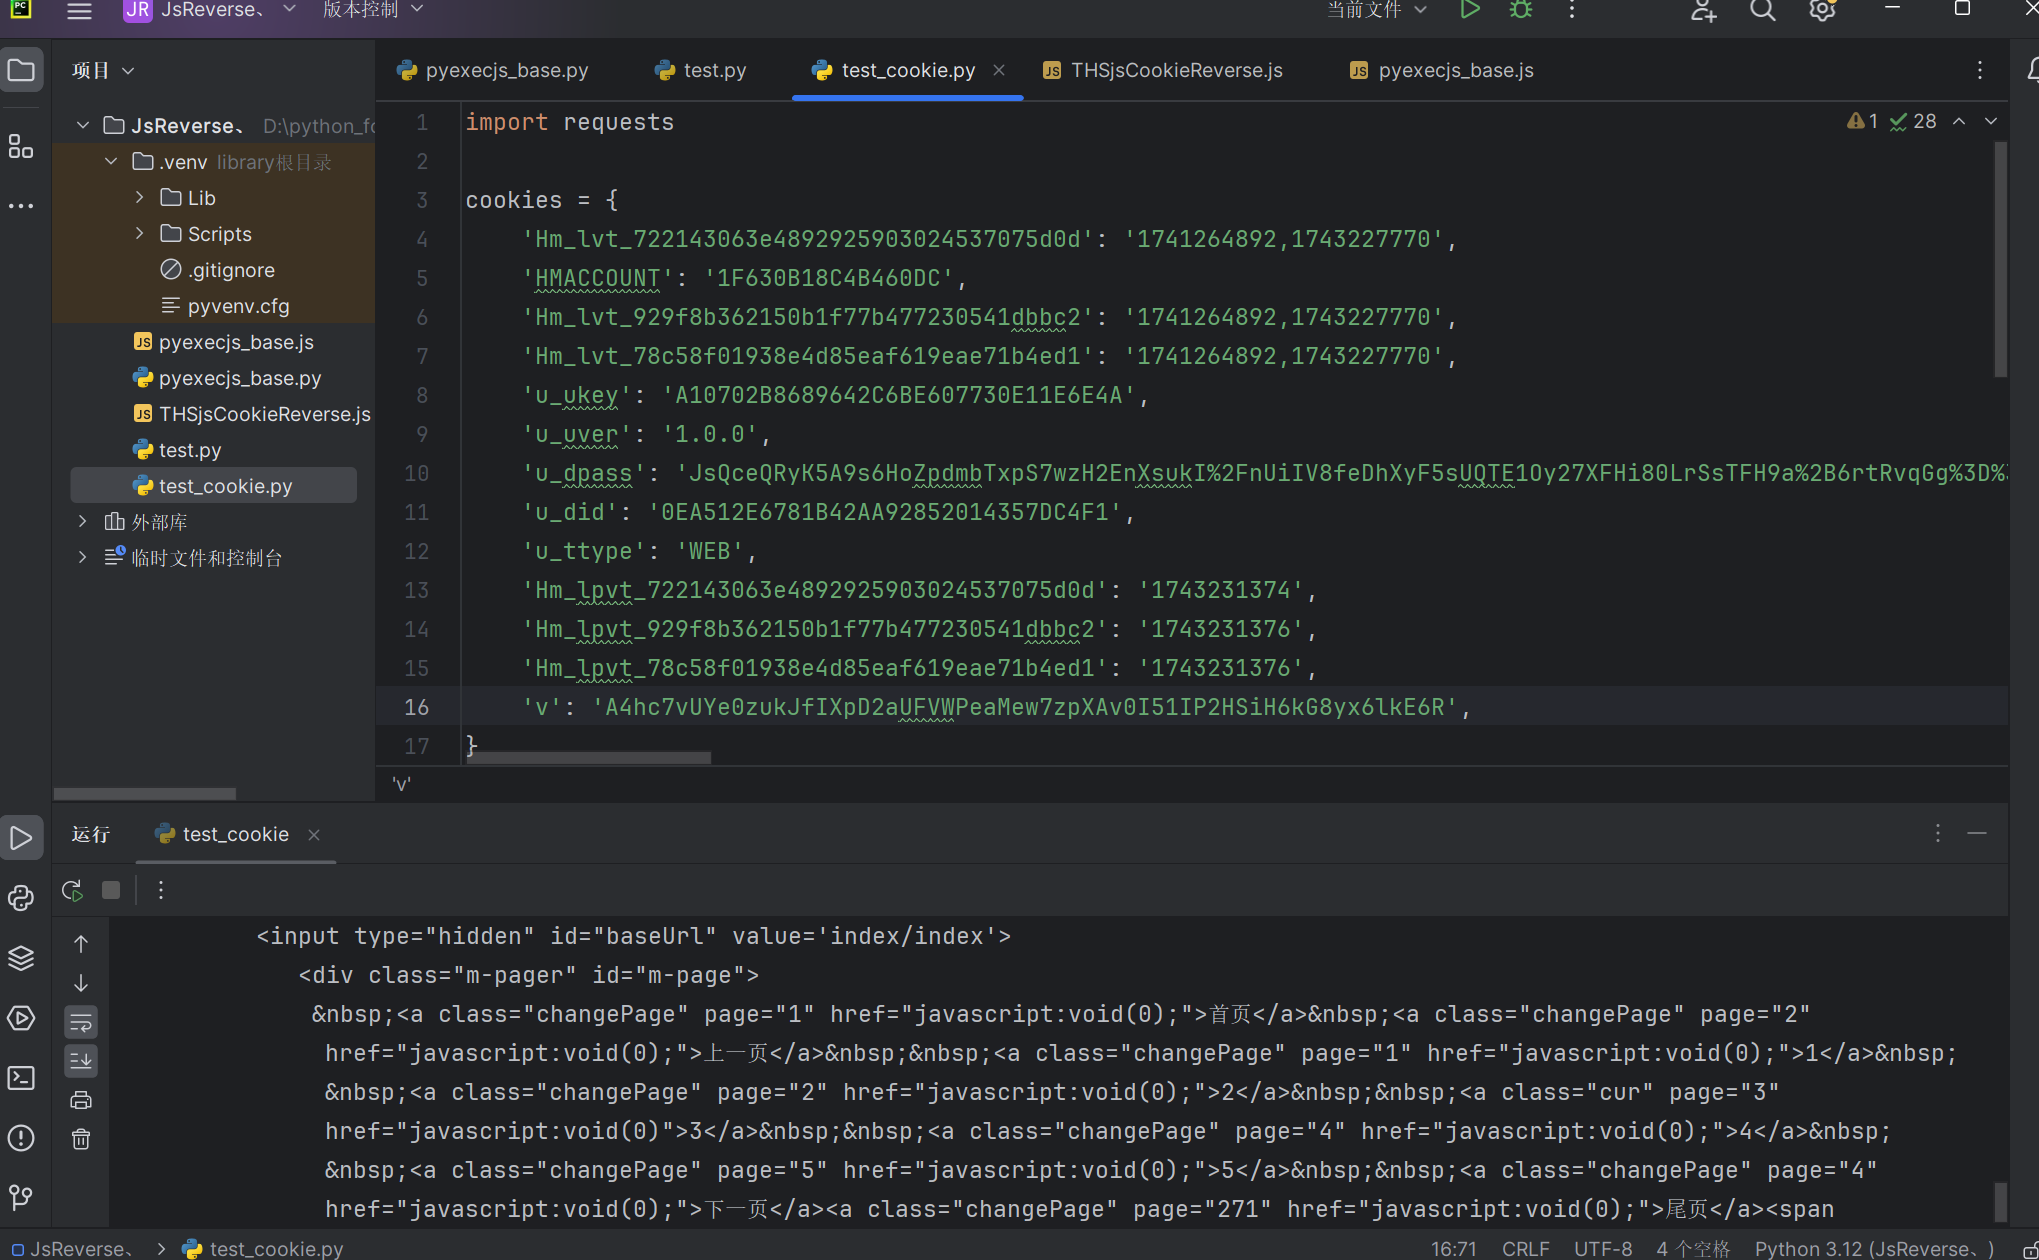 PC
JR JsReverse、 版本控制 当前文件
项目
JsReverse、 D:\python_fo
.venv library根目录
Lib
Scripts
.gitignore
pyvenv.cfg
JS pyexecjs_base.js
pyexecjs_base.py
JS THSjsCookieReverse.js
test.py
test_cookie.py
外部库
临时文件和控制台
pyexecjs_base.py test.py test_cookie.py JS THSjsCookieReverse.js JS pyexecjs_base.js
1 28
1 import requests
2
3 cookies = {
4 'Hm_lvt_722143063e4892925903024537075d0d': '1741264892,1743227770',
5 'HMACCOUNT': '1F630B18C4B460DC',
6 'Hm_lvt_929f8b362150b1f77b477230541dbbc2': '1741264892,1743227770',
7 'Hm_lvt_78c58f01938e4d85eaf619eae71b4ed1': '1741264892,1743227770',
8 'u_ukey': 'A10702B8689642C6BE607730E11E6E4A',
9 'u_uver': '1.0.0',
10 'u_dpass': 'JsQceQRyK5A9s6HoZpdmbTxpS7wzH2EnXsukI%2FnUiIV8feDhXyF5sUQTE1Oy27XFHi80LrSsTFH9a%2B6rtRvqGg%3D%
11 'u_did': '0EA512E6781B42AA92852014357DC4F1',
12 'u_ttype': 'WEB',
13 'Hm_lpvt_722143063e4892925903024537075d0d': '1743231374',
14 'Hm_lpvt_929f8b362150b1f77b477230541dbbc2': '1743231376',
15 'Hm_lpvt_78c58f01938e4d85eaf619eae71b4ed1': '1743231376',
16 'v': 'A4hc7vUYe0zukJfIXpD2aUFVWPeaMew7zpXAv0I51IP2HSiH6kG8yx6lkE6R',
17 }
'v'
运行 test_cookie
<input type="hidden" id="baseUrl" value='index/index'>
<div class="m-pager" id="m-page">
&nbsp;<a class="changePage" page="1" href="javascript:void(0);">首页</a>&nbsp;<a class="changePage" page="2"
href="javascript:void(0);">上一页</a>&nbsp;&nbsp;<a class="changePage" page="1" href="javascript:void(0);">1</a>&nbsp;
&nbsp;<a class="changePage" page="2" href="javascript:void(0);">2</a>&nbsp;&nbsp;<a class="cur" page="3"
href="javascript:void(0)">3</a>&nbsp;&nbsp;<a class="changePage" page="4" href="javascript:void(0);">4</a>&nbsp;
&nbsp;<a class="changePage" page="5" href="javascript:void(0);">5</a>&nbsp;&nbsp;<a class="changePage" page="4"
href="javascript:void(0);">下一页</a><a class="changePage" page="271" href="javascript:void(0);">尾页</a><span
JsReverse、 test_cookie.py 16:71 CRLF UTF-8 4 个空格 Python 3.12 (JsReverse、)